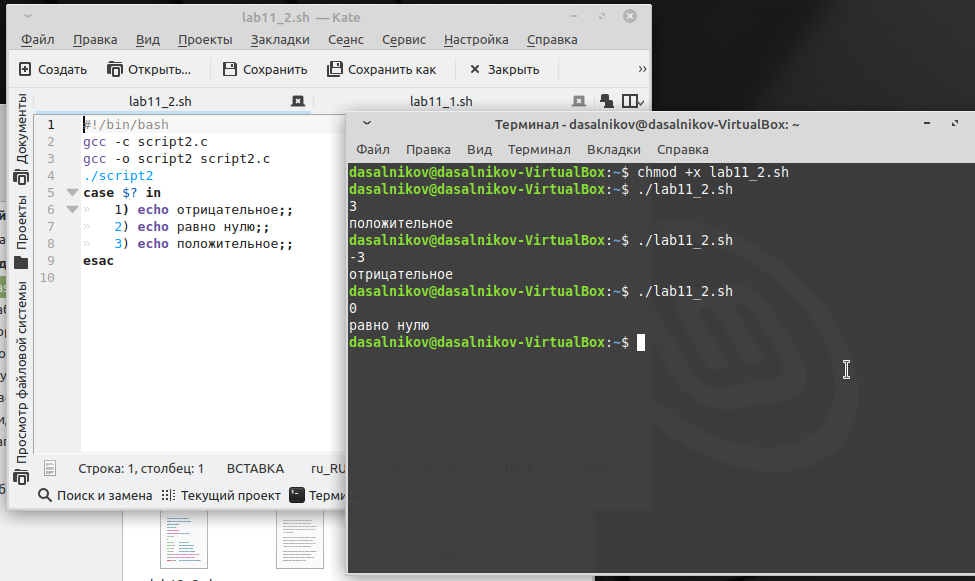 lab11_2.sh — Kate
Файл Правка Вид Проекты Закладки Сеанс Сервис Настройка Справка
Создать Открыть... Сохранить Сохранить как Закрыть
lab11_2.sh lab11_1.sh
Документы
Проекты
Просмотр файловой системы
1 #!/bin/bash
2 gcc -c script2.c
3 gcc -o script2 script2.c
4 ./script2
5 case $? in
6 » 1) echo отрицательное;;
7 » 2) echo равно нулю;;
8 » 3) echo положительное;;
9 esac
10
Строка: 1, столбец: 1 ВСТАВКА ru_RU
Поиск и замена Текущий проект Терми
Терминал - dasalnikov@dasalnikov-VirtualBox: ~
Файл Правка Вид Терминал Вкладки Справка
dasalnikov@dasalnikov-VirtualBox:~$ chmod +x lab11_2.sh
dasalnikov@dasalnikov-VirtualBox:~$ ./lab11_2.sh
3
положительное
dasalnikov@dasalnikov-VirtualBox:~$ ./lab11_2.sh
-3
отрицательное
dasalnikov@dasalnikov-VirtualBox:~$ ./lab11_2.sh
0
равно нулю
dasalnikov@dasalnikov-VirtualBox:~$